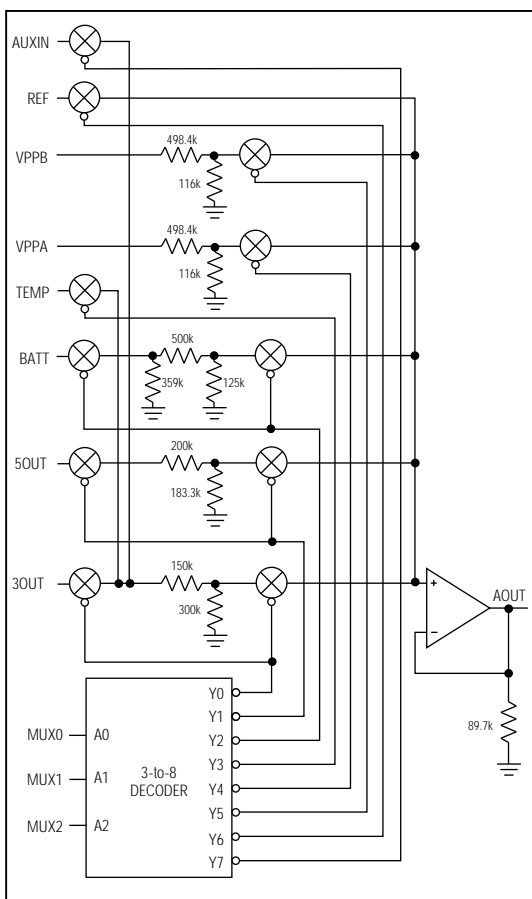 AUXIN
REF
498.4k
VPPB
116k
498.4k
VPPA
116k
TEMP
500k
BATT
359k
125k
200k
5OUT
183.3k
150k
3OUT
300k
+
AOUT
−
89.7k
Y0
Y1
MUX0 A0
Y2
Y3
MUX1 A1
3-to-8
DECODER
Y4
Y5
MUX2 A2
Y6
Y7